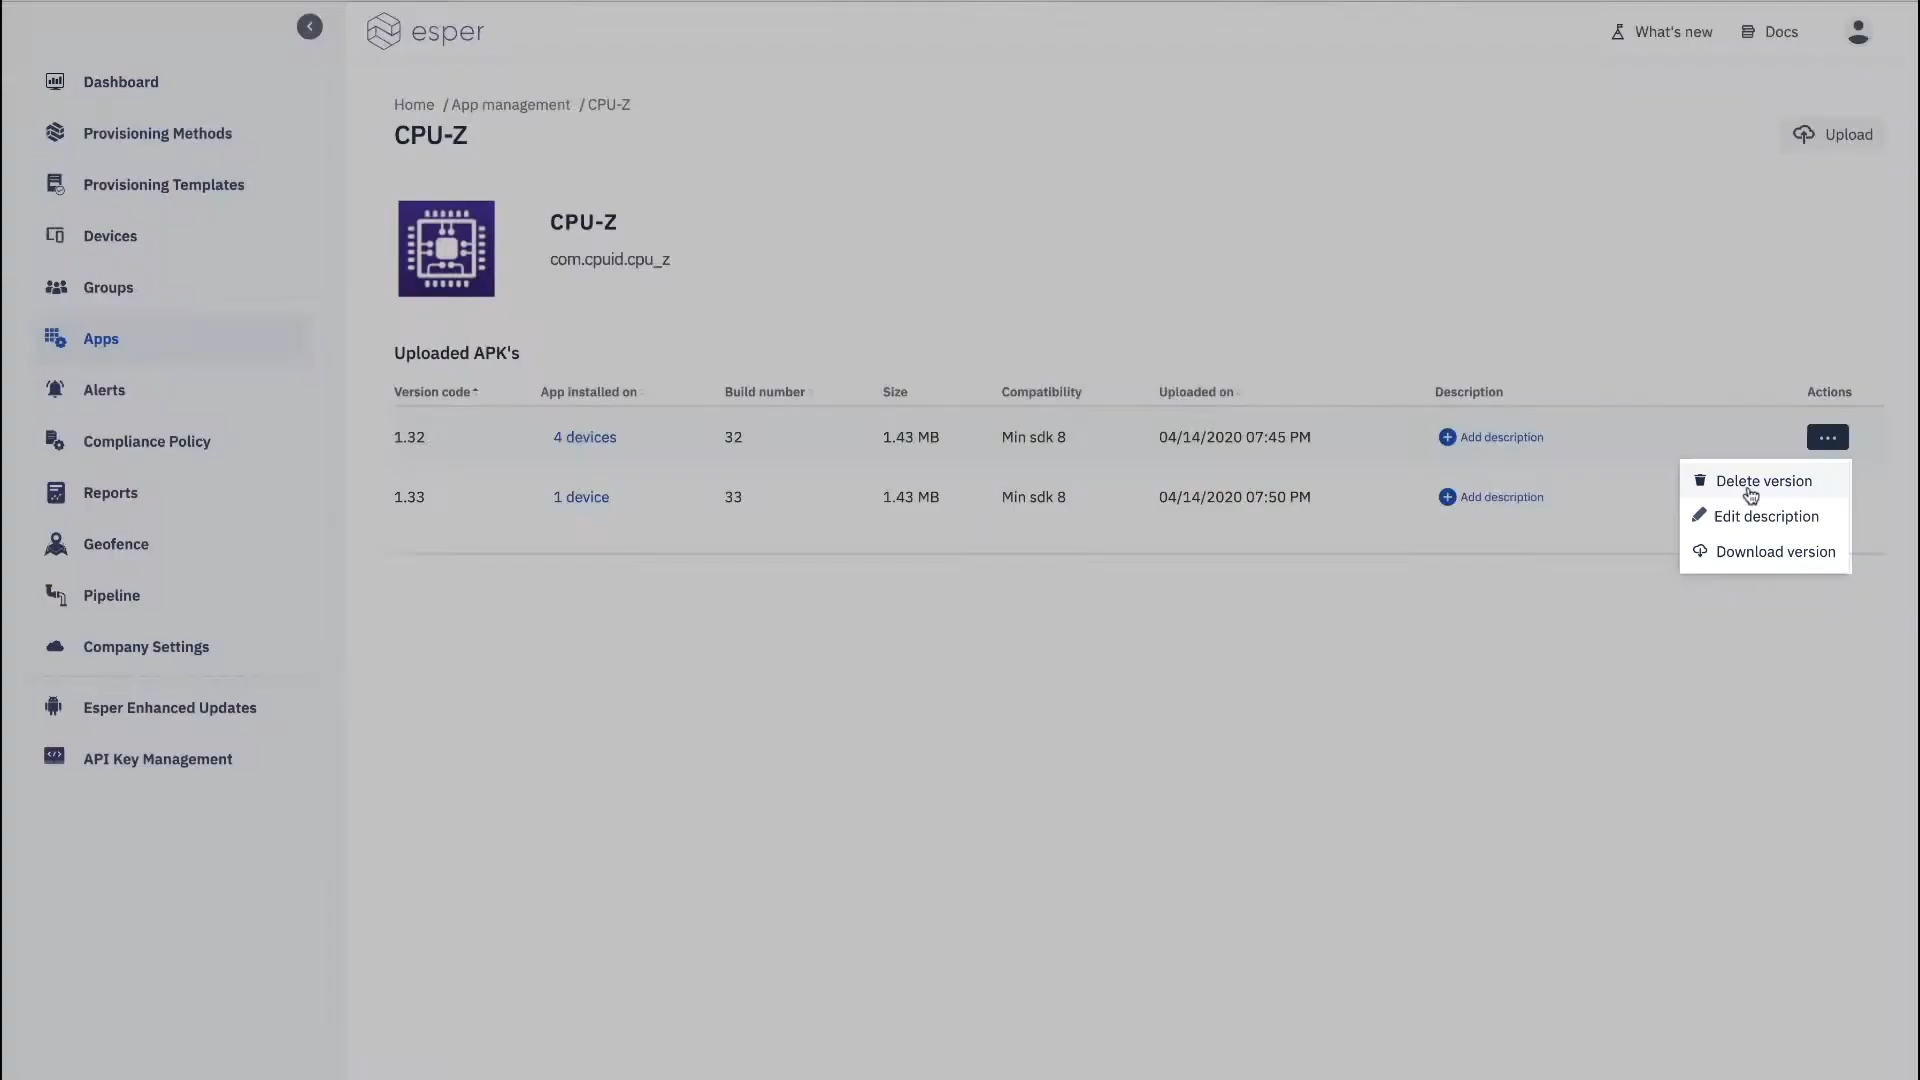 esper
What's new
Docs
Dashboard
Provisioning Methods
Provisioning Templates
Devices
Groups
Apps
Alerts
Compliance Policy
Reports
Geofence
Pipeline
Company Settings
Esper Enhanced Updates
API Key Management
Home / App management / CPU-Z
CPU-Z
Upload
CPU-Z
com.cpuid.cpu_z
Uploaded APK's
Version code App installed on Build number Size Compatibility Uploaded on Description Actions
1.32 4 devices 32 1.43 MB Min sdk 8 04/14/2020 07:45 PM Add description ...
1.33 1 device 33 1.43 MB Min sdk 8 04/14/2020 07:50 PM Add description
Delete version
Edit description
Download version